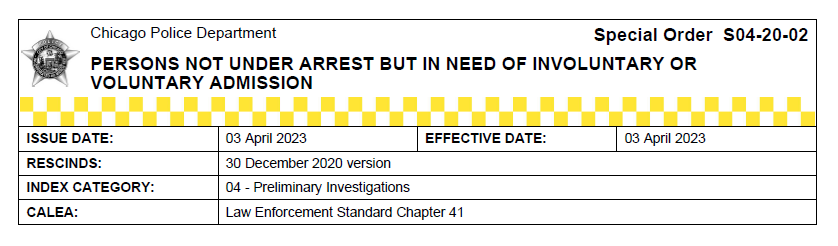 Chicago Police Department
Special Order S04-20-02
PERSONS NOT UNDER ARREST BUT IN NEED OF INVOLUNTARY OR
VOLUNTARY ADMISSION
ISSUE DATE: 03 April 2023 EFFECTIVE DATE: 03 April 2023
RESCINDS: 30 December 2020 version
INDEX CATEGORY: 04 - Preliminary Investigations
CALEA: Law Enforcement Standard Chapter 41